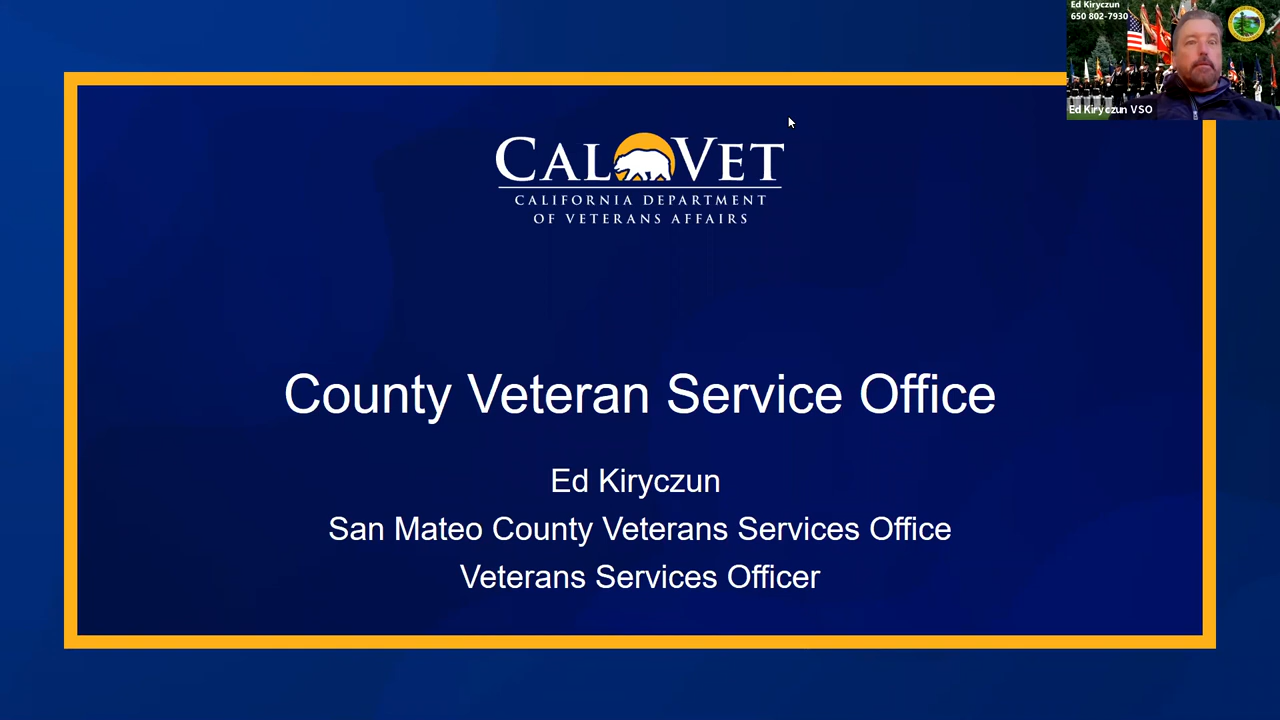 Ed Kiryczun
650 802-7930
Ed Kiryczun VSO
CALVET
CALIFORNIA DEPARTMENT
OF VETERANS AFFAIRS
County Veteran Service Office
Ed Kiryczun
San Mateo County Veterans Services Office
Veterans Services Officer